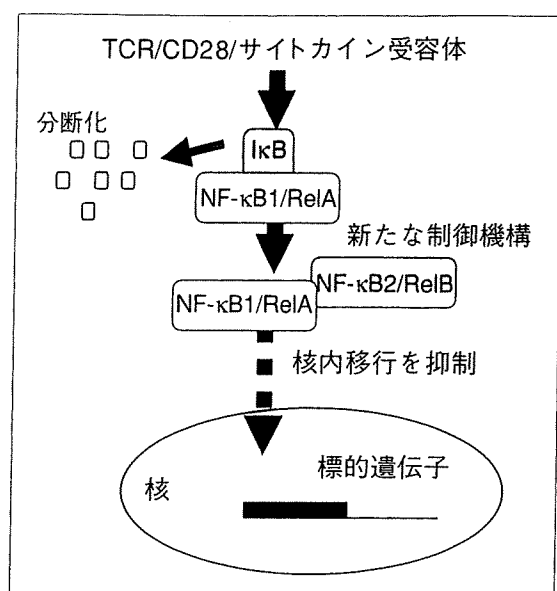 TCR/CD28/サイトカイン受容体
分断化
IκB
NF-κB1/RelA
新たな制御機構
NF-κB2/RelB
NF-κB1/RelA
核内移行を抑制
標的遺伝子
核